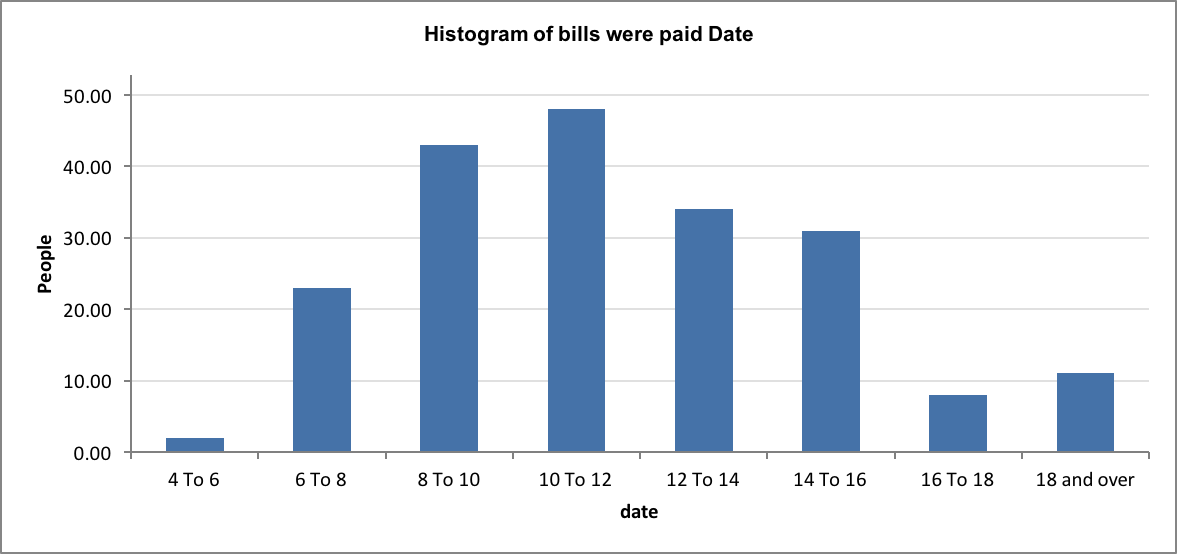 Histogram of bills were paid Date
50.00
40.00
30.00
20.00
10.00
0.00
People
4 To 6
6 To 8
8 To 10
10 To 12
12 To 14
14 To 16
16 To 18
18 and over
date